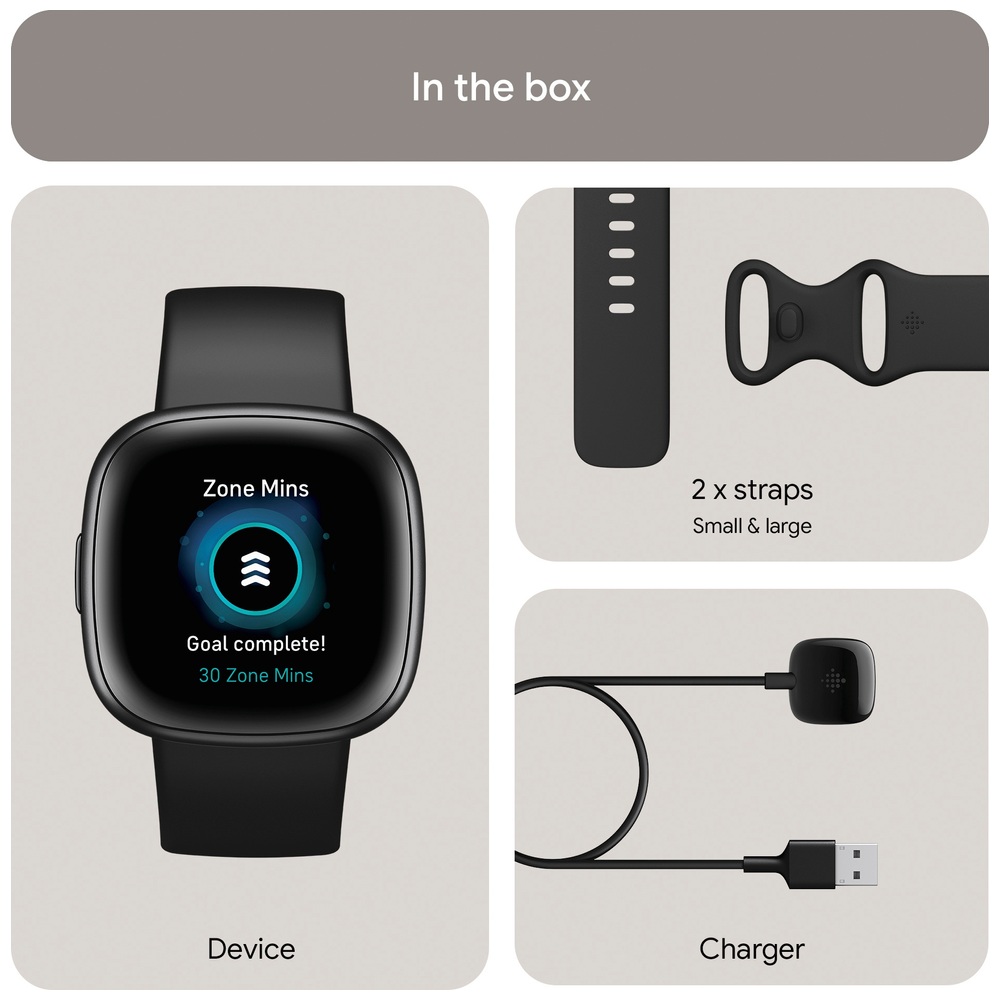 In the box
Zone Mins
Goal complete!
30 Zone Mins
Device
2 x straps
Small & large
Charger